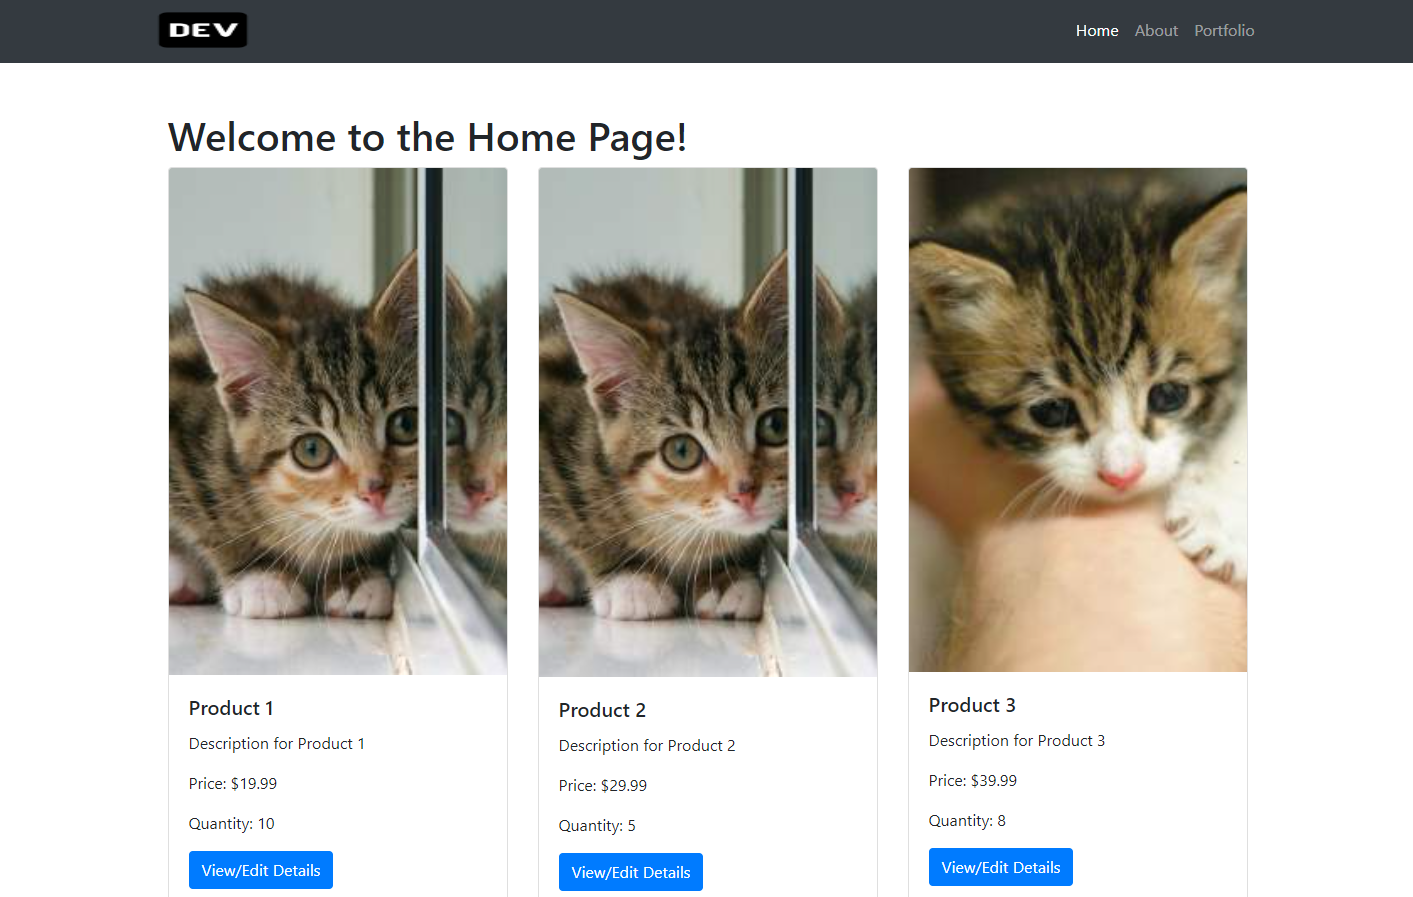 DEV
Home About Portfolio
Welcome to the Home Page!
Product 1
Description for Product 1
Price: $19.99
Quantity: 10
View/Edit Details
Product 2
Description for Product 2
Price: $29.99
Quantity: 5
View/Edit Details
Product 3
Description for Product 3
Price: $39.99
Quantity: 8
View/Edit Details